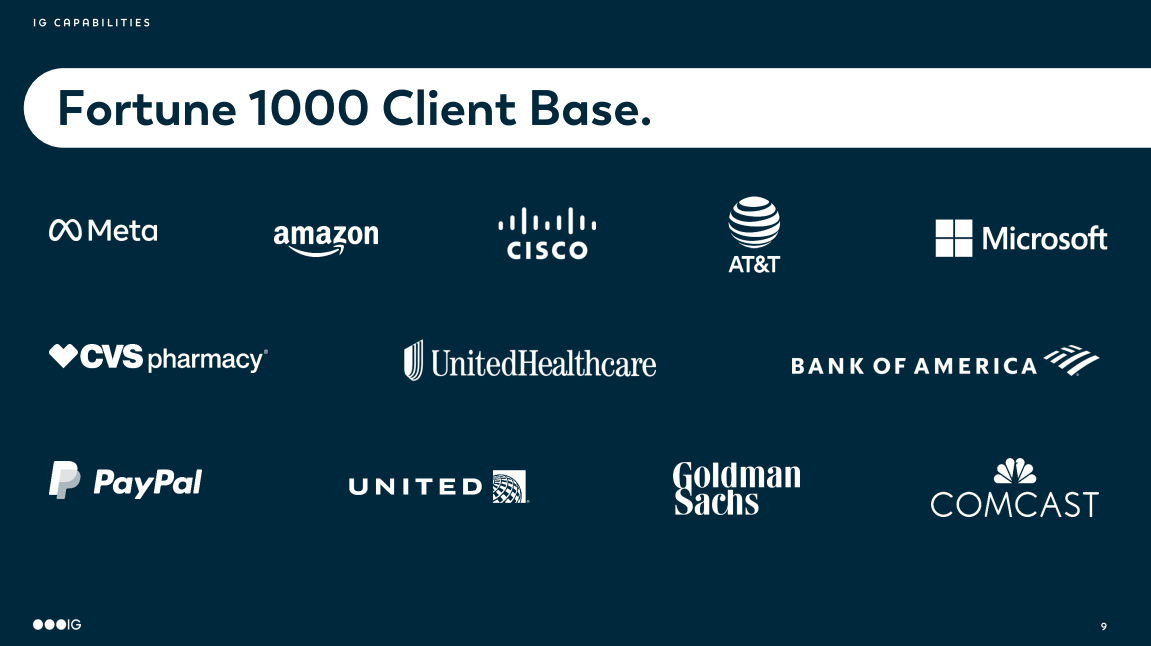 IG CAPABILITIES
Fortune 1000 Client Base.
Meta
amazon
CISCO
AT&T
Microsoft
CVS pharmacy®
UnitedHealthcare
BANK OF AMERICA
PayPal
UNITED
Goldman
Sachs
COMCAST
IG
9